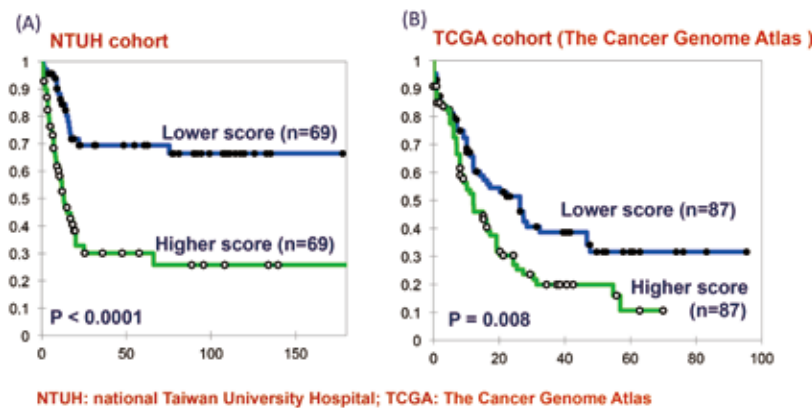 (A)
NTUH cohort
1
0.9
0.8
0.7
0.6
0.5
0.4
0.3
0.2
0.1
0
Lower score (n=69)
Higher score (n=69)
P < 0.0001
0 50 100 150
(B)
TCGA cohort (The Cancer Genome Atlas )
1
0.9
0.8
0.7
0.6
0.5
0.4
0.3
0.2
0.1
0
Lower score (n=87)
Higher score
(n=87)
P = 0.008
0 20 40 60 80 100
NTUH: national Taiwan University Hospital; TCGA: The Cancer Genome Atlas